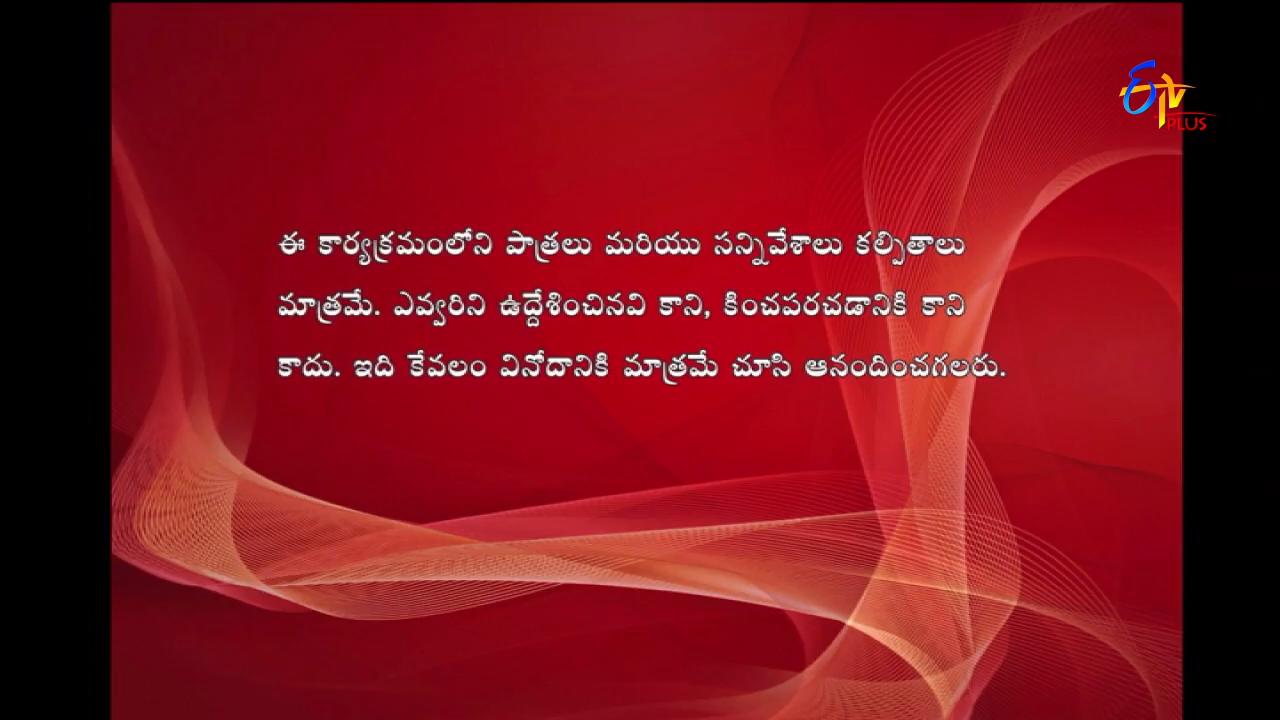 ETV
PLUS
ఈ కార్యక్రమంలోని పాత్రలు మరియు సన్నివేశాలు కల్పితాలు
మాత్రమే. ఎవ్వరిని ఉద్దేశించినవి కాని, కించపరచడానికి కాని
కాదు. ఇది కేవలం వినోదానికి మాత్రమే చూసి ఆనందించగలరు.